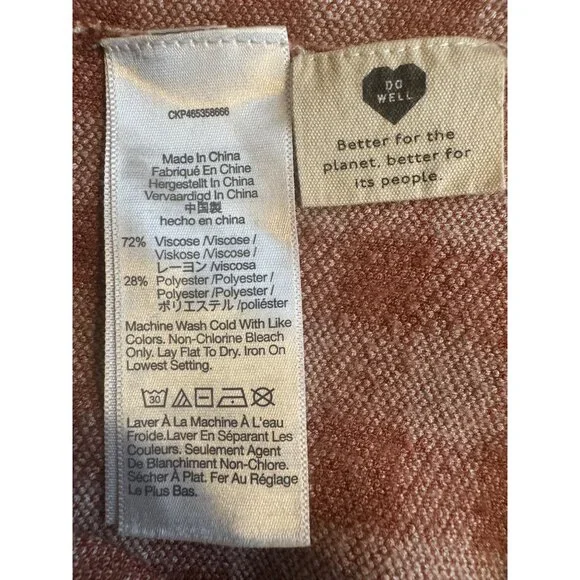 CKP465358666
Made In China
Fabriqué En Chine
Hergestellt In China
Vervaardigd In China
中国製
hecho en china
72% Viscose /Viscose /
Viskose /Viscose /
レーヨン /viscosa
28% Polyester /Polyester /
Polyester /Polyester /
ポリエステル /poliéster
Machine Wash Cold With Like
Colors. Non-Chlorine Bleach
Only. Lay Flat To Dry. Iron On
Lowest Setting.
30
Laver À La Machine À L'eau
Froide.Laver En Séparant Les
Couleurs. Seulement Agent
De Blanchiment Non-Chlore.
Sécher À Plat. Fer Au Réglage
Le Plus Bas.
DO
WELL
Better for the
planet, better for
its people.